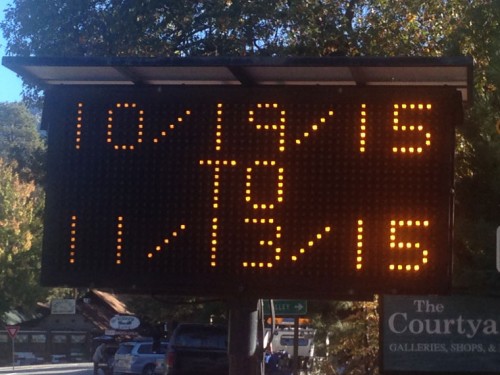 10/19/15
TO
11/13/15
The
Courtya
GALLERIES, SHOPS, &